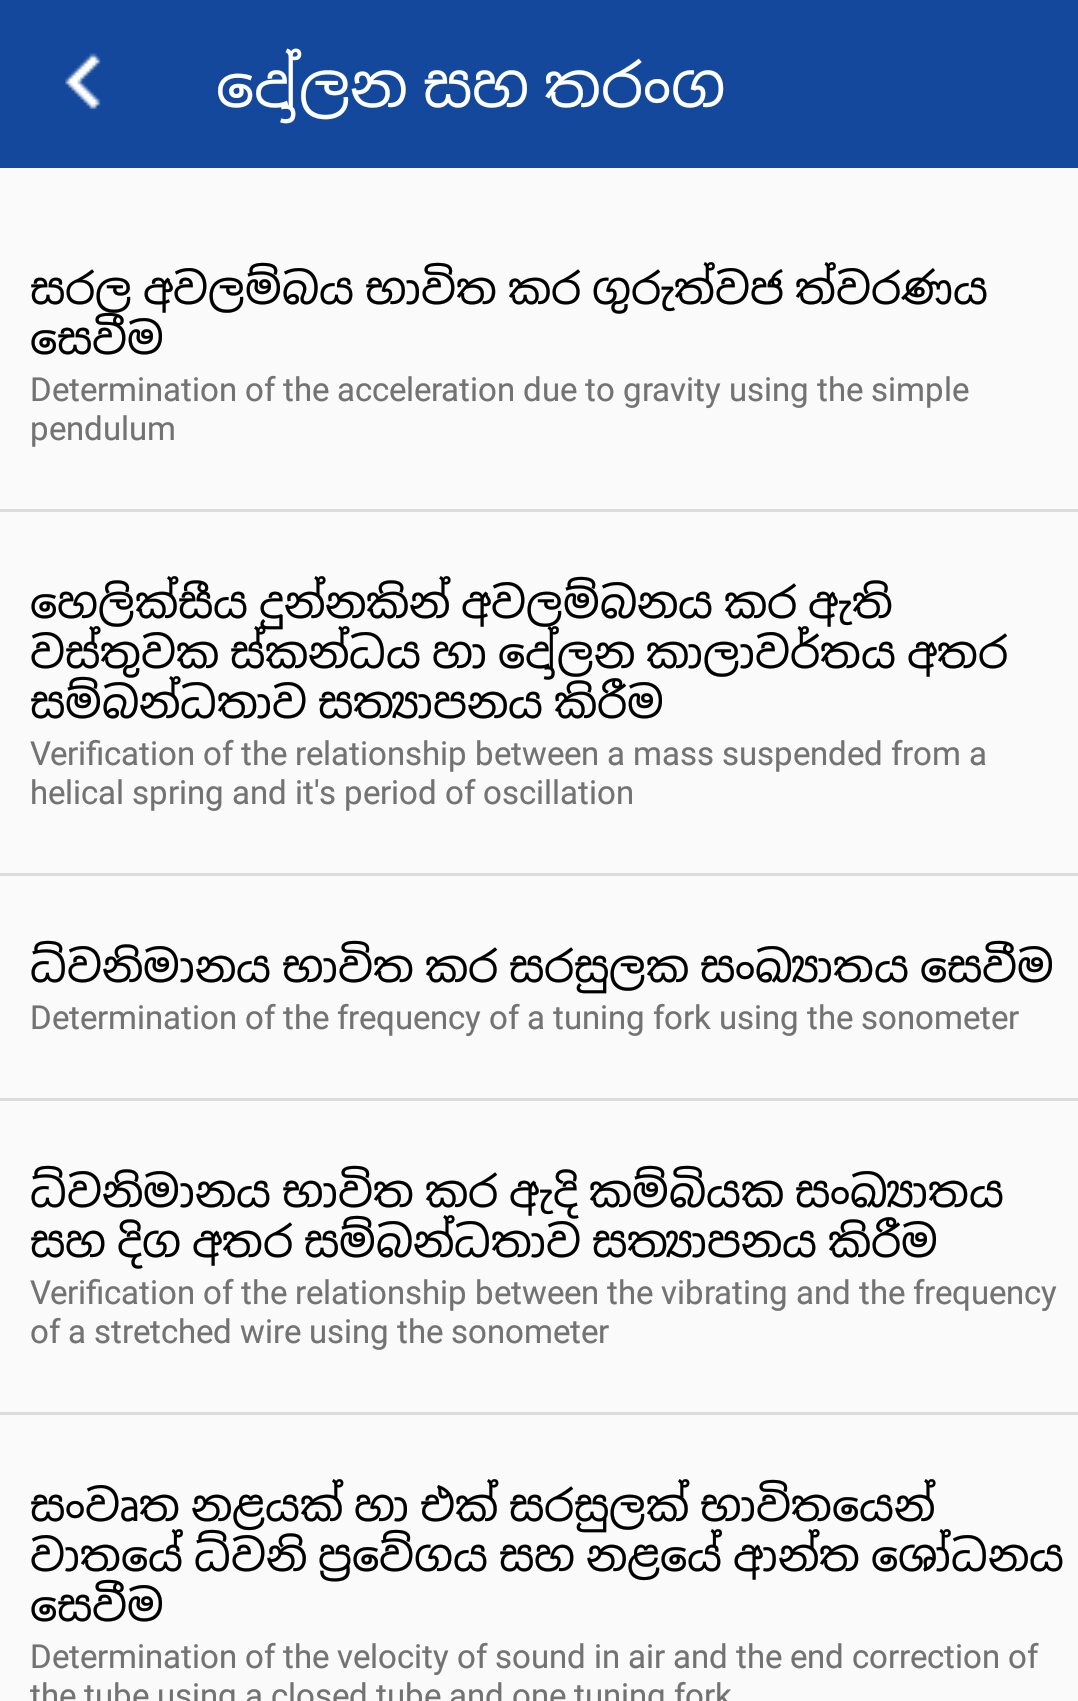 දෝලන සහ තරංග
සරල අවලම්බය භාවිත කර ගුරුත්වජ ත්වරණය
සෙවීම
Determination of the acceleration due to gravity using the simple
pendulum
හෙලික්සීය දුන්නකින් අවලම්බනය කර ඇති
වස්තුවක ස්කන්ධය හා දෝලන කාලාවර්තය අතර
සම්බන්ධතාව සත්‍යාපනය කිරීම
Verification of the relationship between a mass suspended from a
helical spring and it's period of oscillation
ධ්වනිමානය භාවිත කර සරසුලක සංඛ්‍යාතය සෙවීම
Determination of the frequency of a tuning fork using the sonometer
ධ්වනිමානය භාවිත කර ඇදි කම්බියක සංඛ්‍යාතය
සහ දිග අතර සම්බන්ධතාව සත්‍යාපනය කිරීම
Verification of the relationship between the vibrating and the frequency
of a stretched wire using the sonometer
සංවෘත නළයක් හා එක් සරසුලක් භාවිතයෙන්
වාතයේ ධ්වනි ප්‍රවේගය සහ නළයේ ආන්ත ශෝධනය
සෙවීම
Determination of the velocity of sound in air and the end correction of
the tube using a closed tube and one tuning fork